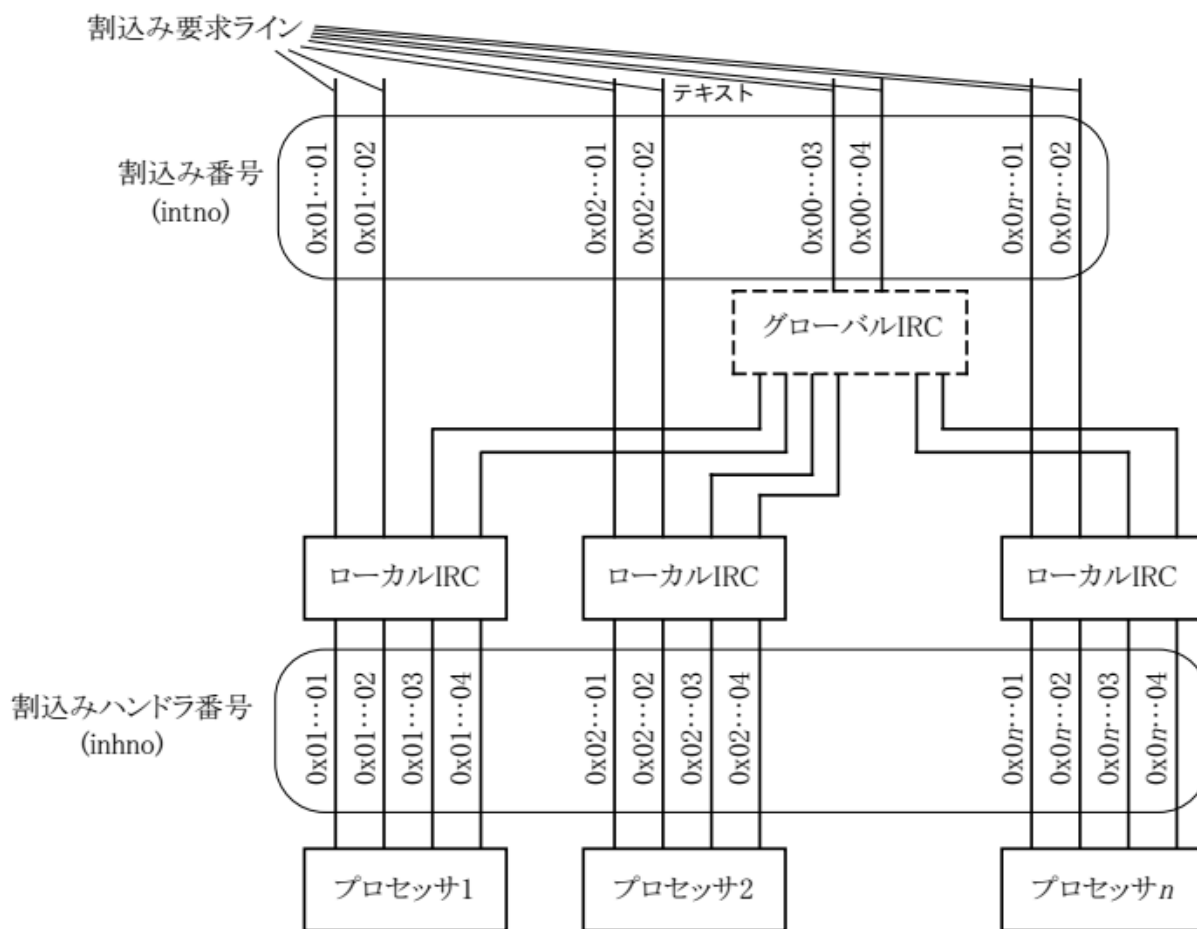 割込み要求ライン
テキスト
割込み番号
(intno)
0x01…01
0x01…02
0x02…01
0x02…02
0x00…03
0x00…04
0x0n…01
0x0n…02
グローバルIRC
ローカルIRC
ローカルIRC
ローカルIRC
割込みハンドラ番号
(inhno)
0x01…01
0x01…02
0x01…03
0x01…04
0x02…01
0x02…02
0x02…03
0x02…04
0x0n…01
0x0n…02
0x0n…03
0x0n…04
プロセッサ1
プロセッサ2
プロセッサn